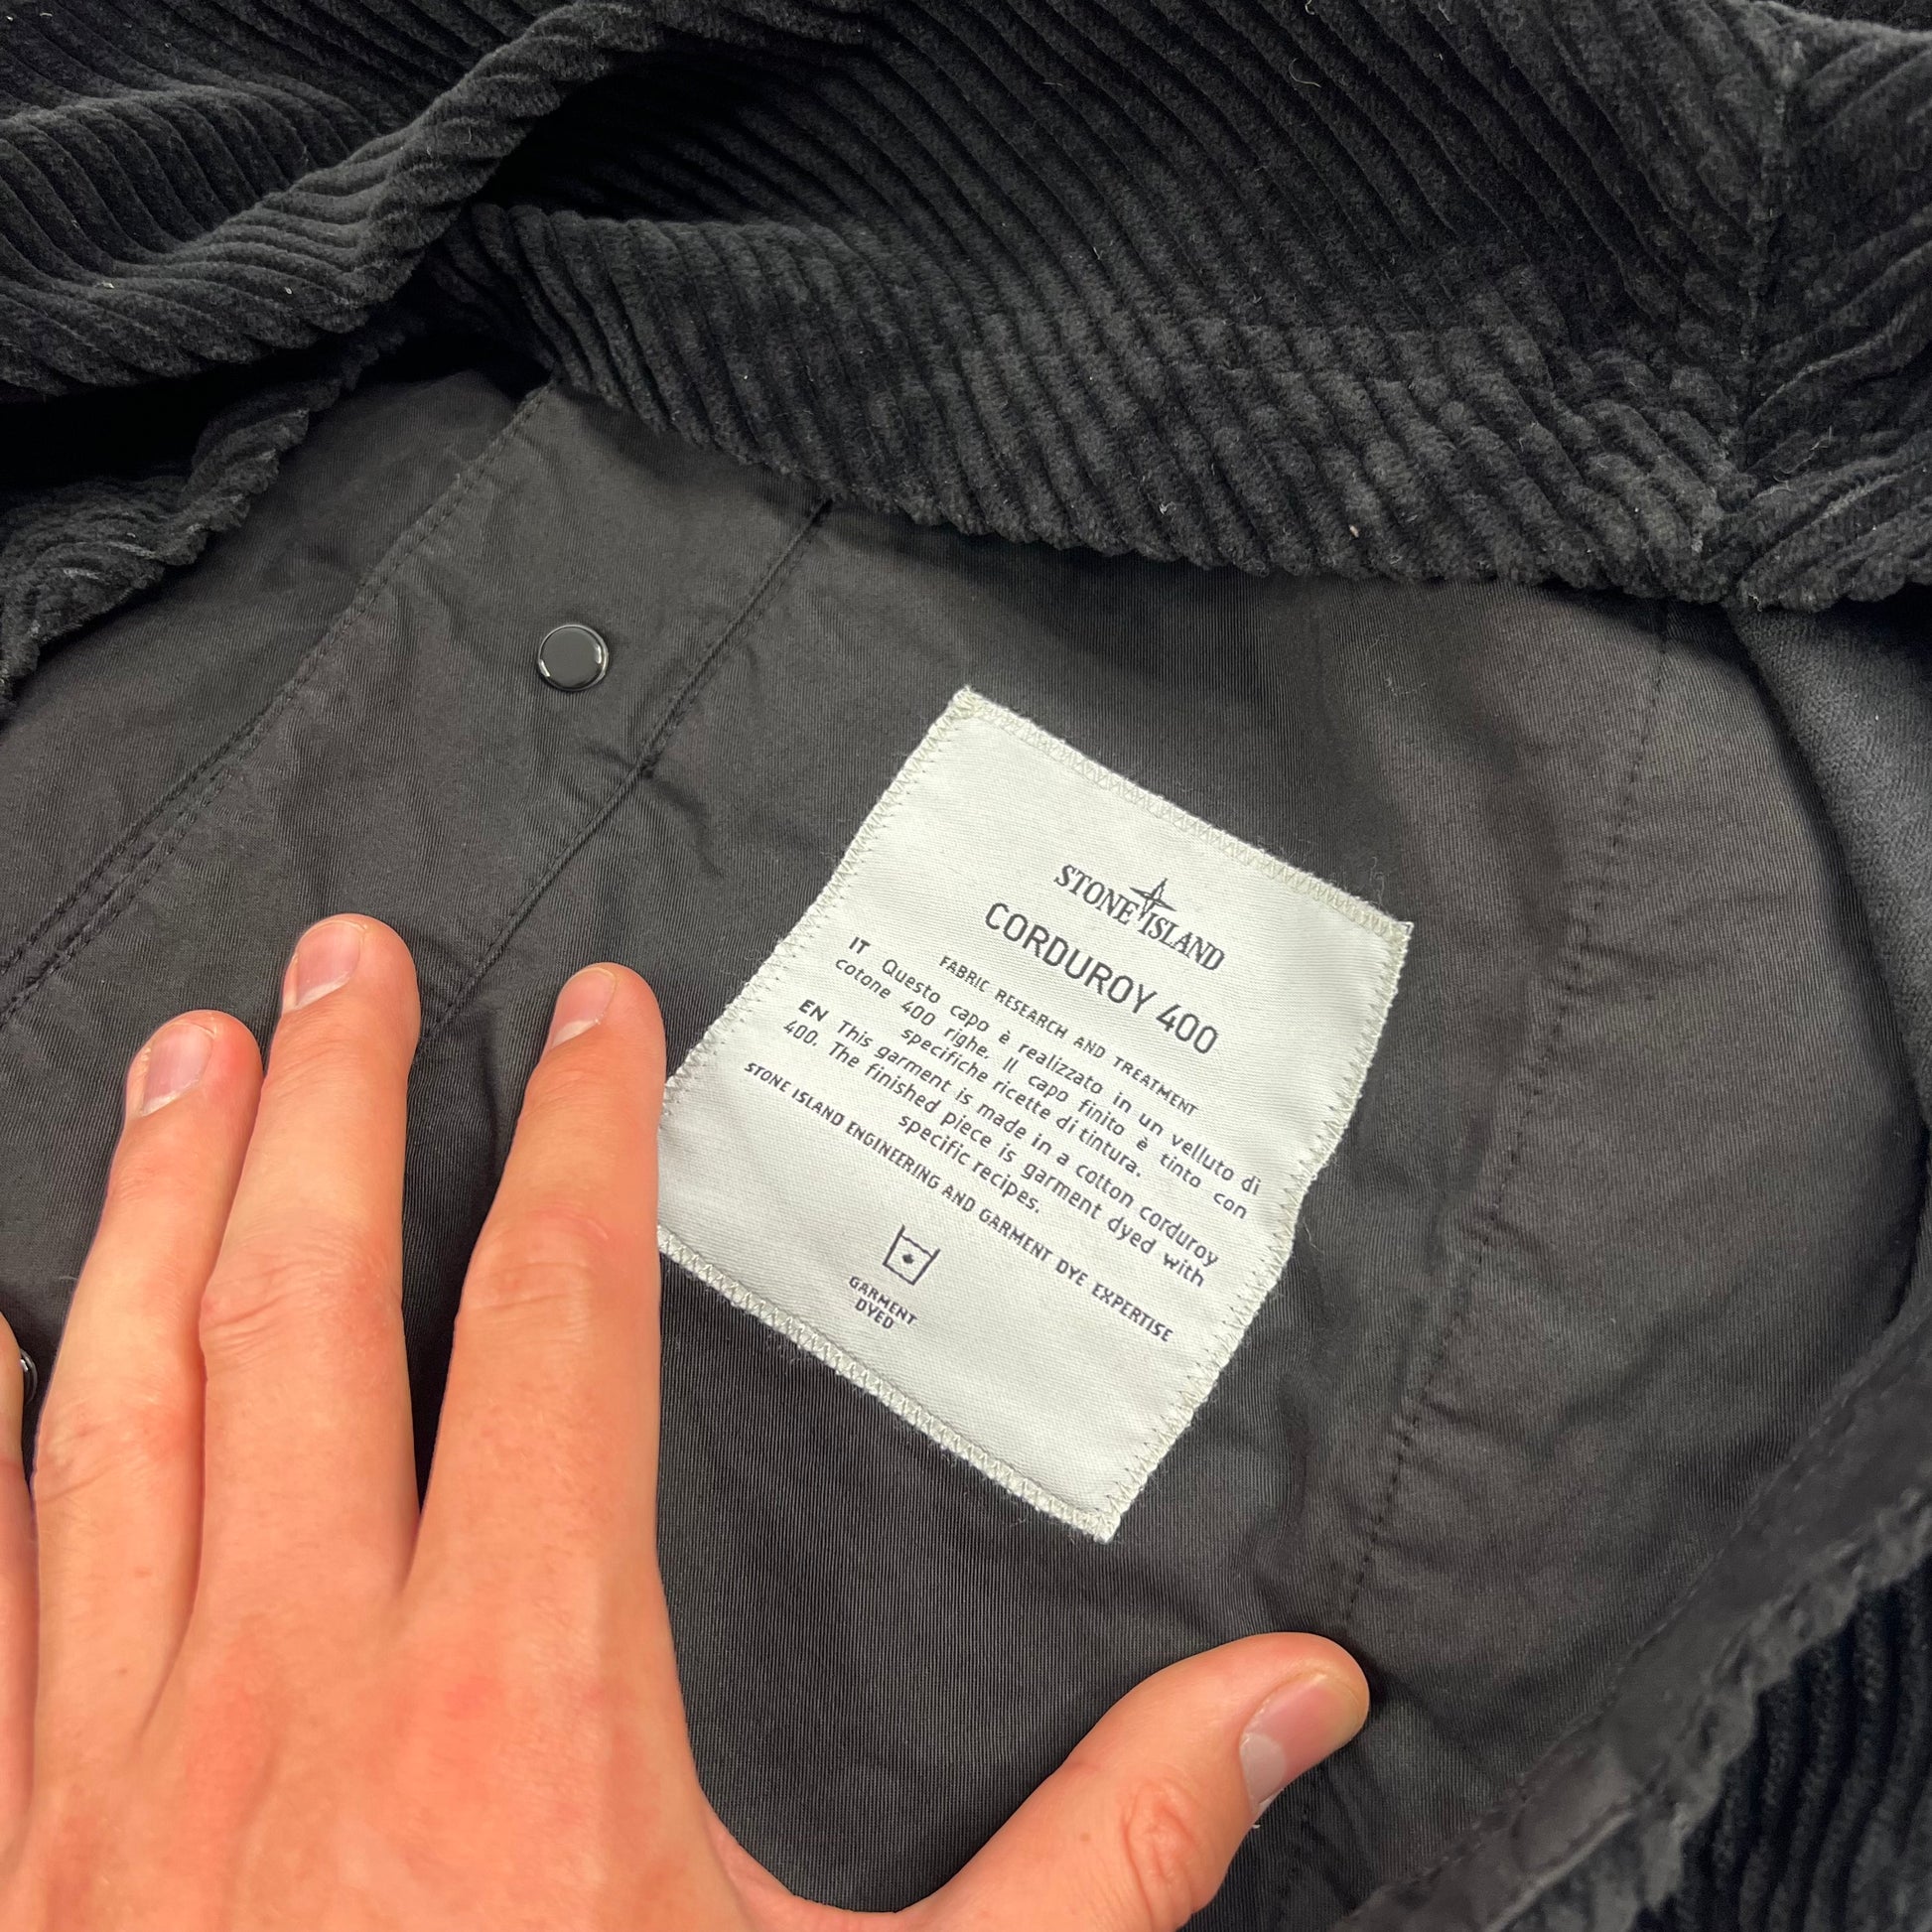 STONE ISLAND
CORDUROY 400
FABRIC RESEARCH AND TREATMENT
IT Questo capo è realizzato in un velluto di
cotone 400 righe. Il capo finito è tinto con
specifiche ricette di tintura.
EN This garment is made in a cotton corduroy
400. The finished piece is garment dyed with
specific recipes.
STONE ISLAND ENGINEERING AND GARMENT DYE EXPERTISE
GARMENT
DYED